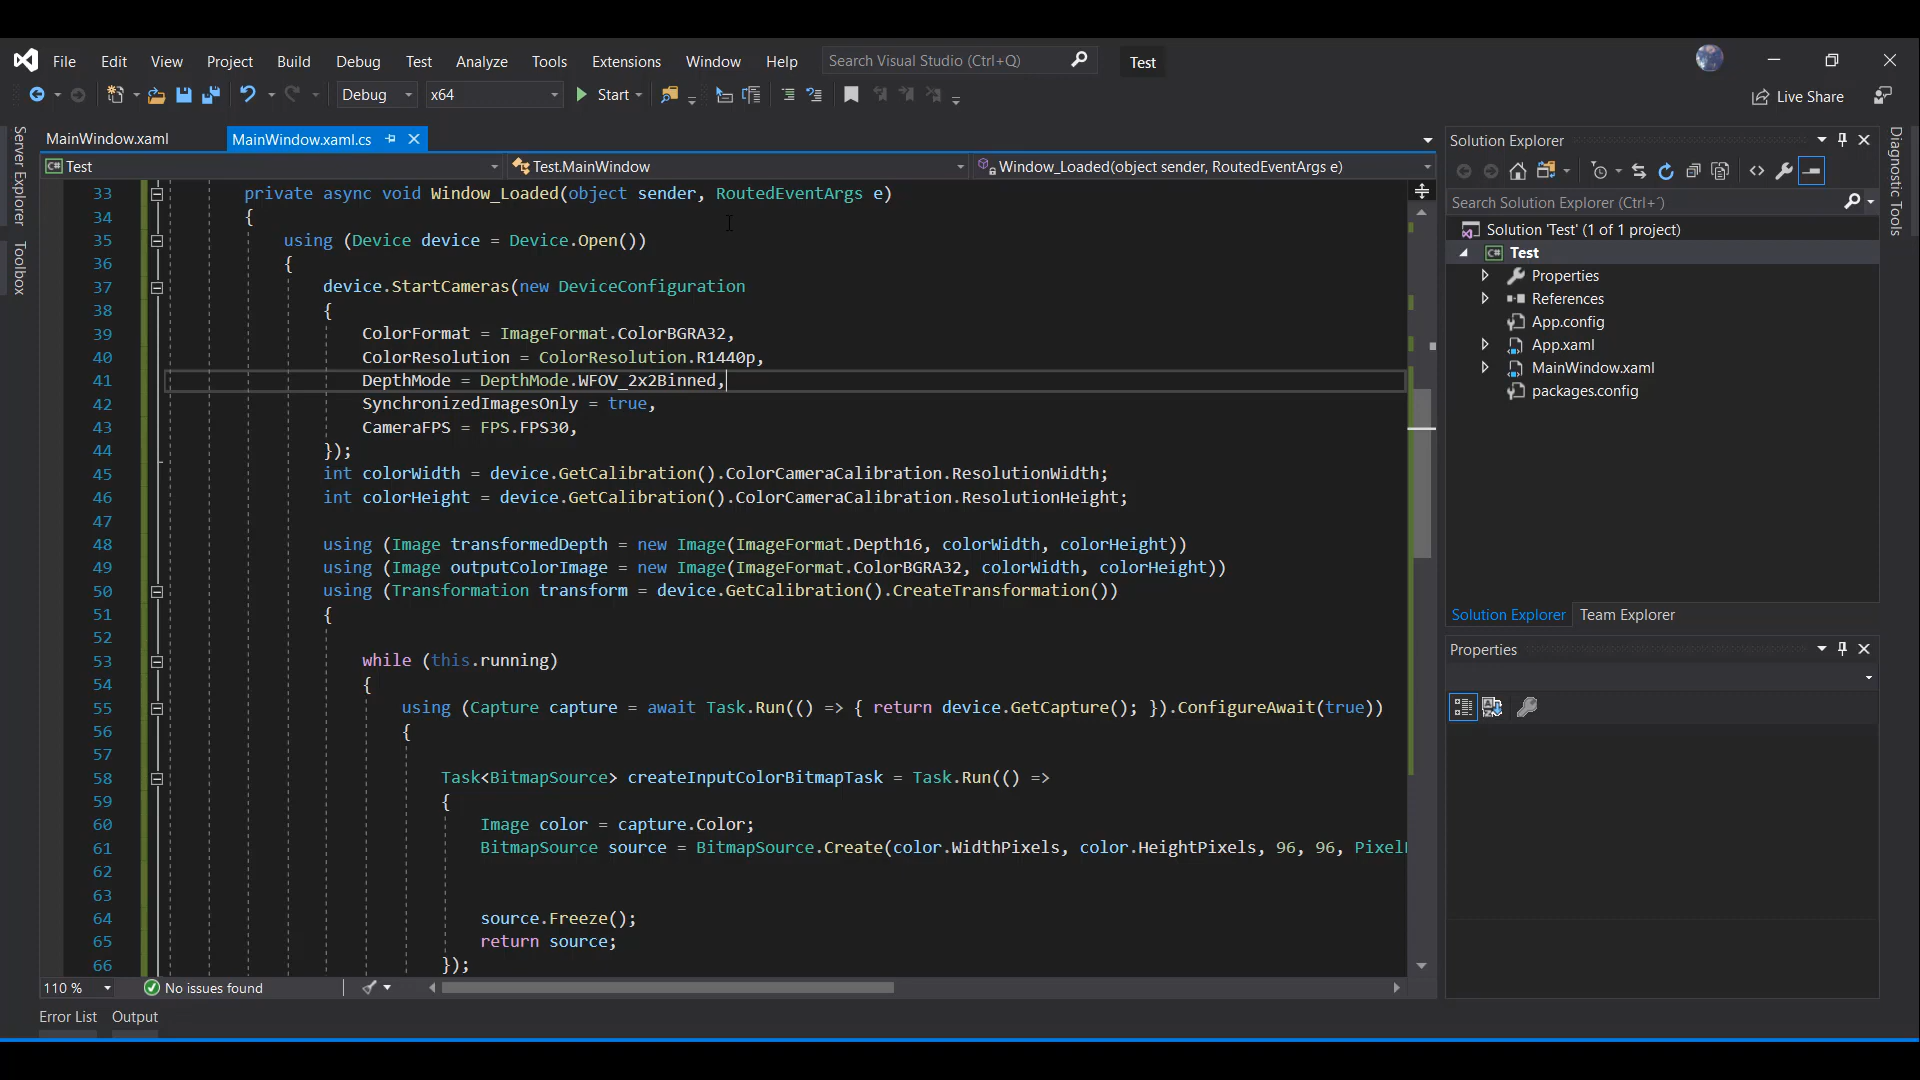 File Edit View Project Build Debug Test Analyze Tools Extensions Window Help Search Visual Studio (Ctrl+Q) Test
Debug x64 Start Live Share
Server Explorer
Toolbox
MainWindow.xaml MainWindow.xaml.cs
Test Test.MainWindow Window_Loaded(object sender, RoutedEventArgs e)
33 private async void Window_Loaded(object sender, RoutedEventArgs e)
34 {
35 using (Device device = Device.Open())
36 {
37 device.StartCameras(new DeviceConfiguration
38 {
39 ColorFormat = ImageFormat.ColorBGRA32,
40 ColorResolution = ColorResolution.R1440p,
41 DepthMode = DepthMode.WFOV_2x2Binned,
42 SynchronizedImagesOnly = true,
43 CameraFPS = FPS.FPS30,
44 });
45 int colorWidth = device.GetCalibration().ColorCameraCalibration.ResolutionWidth;
46 int colorHeight = device.GetCalibration().ColorCameraCalibration.ResolutionHeight;
47
48 using (Image transformedDepth = new Image(ImageFormat.Depth16, colorWidth, colorHeight))
49 using (Image outputColorImage = new Image(ImageFormat.ColorBGRA32, colorWidth, colorHeight))
50 using (Transformation transform = device.GetCalibration().CreateTransformation())
51 {
52
53 while (this.running)
54 {
55 using (Capture capture = await Task.Run(() => { return device.GetCapture(); }).ConfigureAwait(true))
56 {
57
58 Task<BitmapSource> createInputColorBitmapTask = Task.Run(() =>
59 {
60 Image color = capture.Color;
61 BitmapSource source = BitmapSource.Create(color.WidthPixels, color.HeightPixels, 96, 96, Pixel
62
63
64 source.Freeze();
65 return source;
66 });
110 % No issues found
Error List Output
Solution Explorer
Search Solution Explorer (Ctrl+´)
Solution 'Test' (1 of 1 project)
C# Test
Properties
References
App.config
App.xaml
MainWindow.xaml
packages.config
Solution Explorer Team Explorer
Properties
Diagnostic Tools